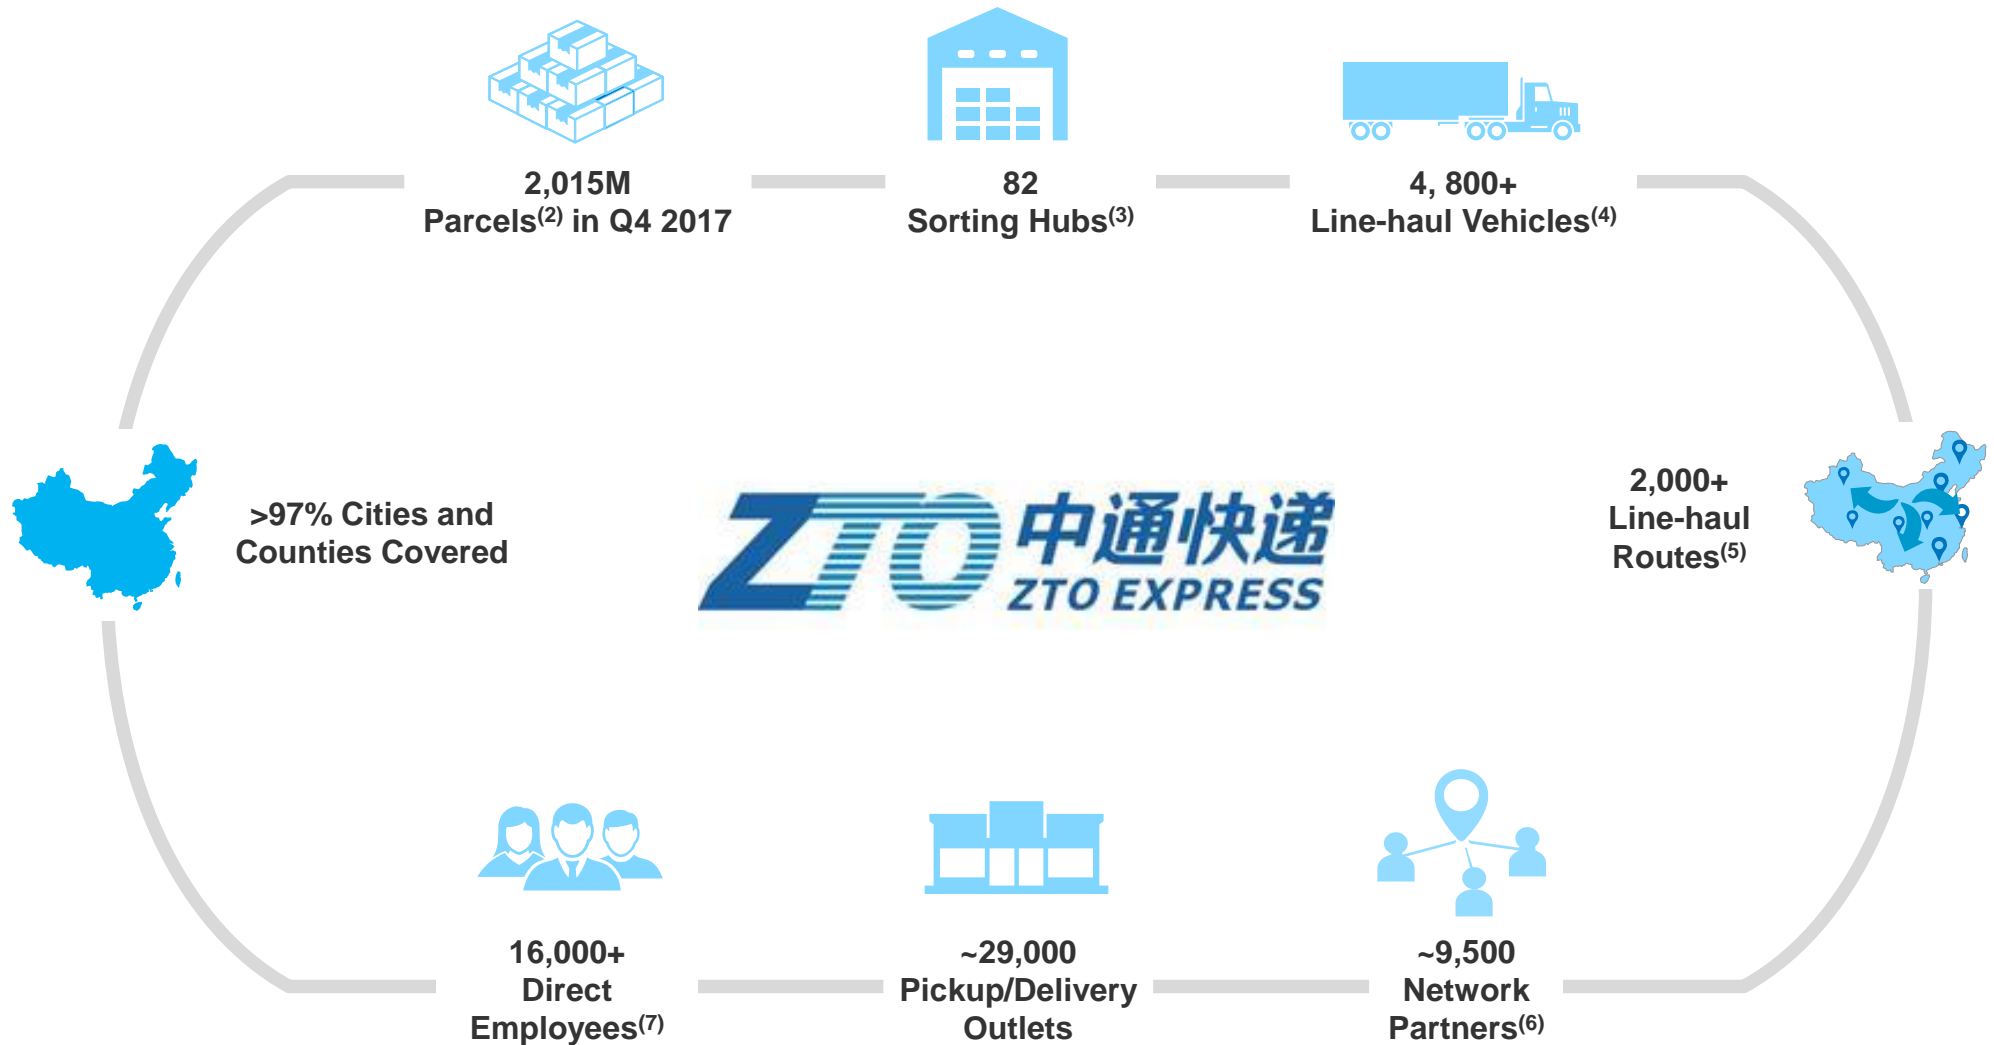 2,015M
Parcels(2) in Q4 2017
82
Sorting Hubs(3)
4, 800+
Line-haul Vehicles(4)
>97% Cities and
Counties Covered
ZTO 中通快递
ZTO EXPRESS
2,000+
Line-haul
Routes(5)
16,000+
Direct
Employees(7)
~29,000
Pickup/Delivery
Outlets
~9,500
Network
Partners(6)